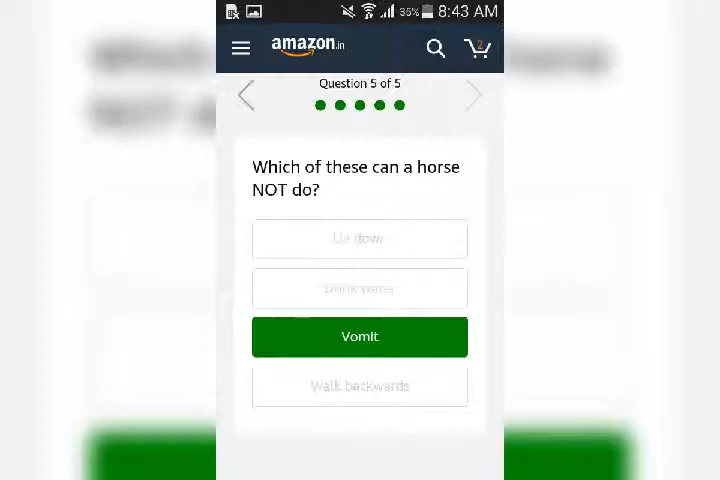 35% 8:43 AM
amazon.in
2
Question 5 of 5
Which of these can a horse
NOT do?
Lie down
Drink water
Vomit
Walk backwards